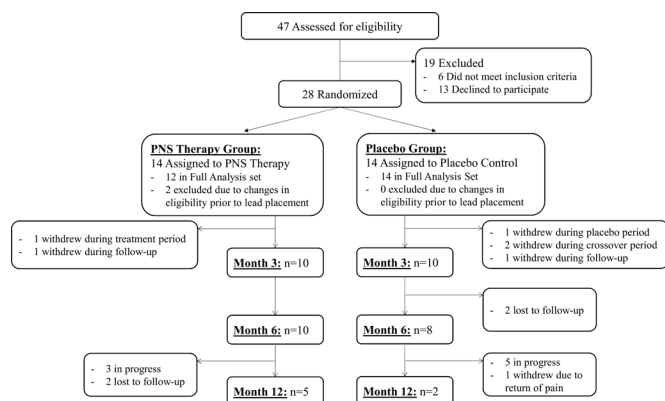 47 Assessed for eligibility
19 Excluded
- 6 Did not meet inclusion criteria
- 13 Declined to participate
28 Randomized
PNS Therapy Group:
14 Assigned to PNS Therapy
- 12 in Full Analysis set
- 2 excluded due to changes in
eligibility prior to lead placement
Placebo Group:
14 Assigned to Placebo Control
- 14 in Full Analysis Set
- 0 excluded due to changes in
eligibility prior to lead placement
- 1 withdrew during treatment period
- 1 withdrew during follow-up
- 1 withdrew during placebo period
- 2 withdrew during crossover period
- 1 withdrew during follow-up
Month 3: n=10
Month 3: n=10
- 2 lost to follow-up
Month 6: n=10
Month 6: n=8
- 3 in progress
- 2 lost to follow-up
- 5 in progress
- 1 withdrew due to
return of pain
Month 12: n=5
Month 12: n=2